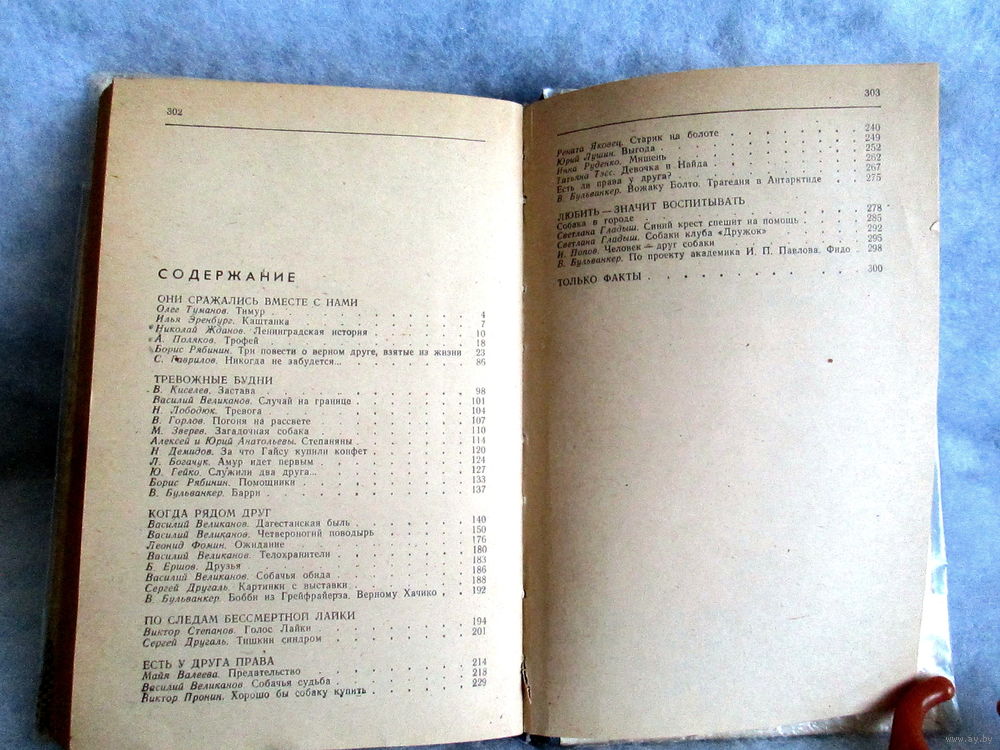 302
СОДЕРЖАНИЕ
ОНИ СРАЖАЛИСЬ ВМЕСТЕ С НАМИ
Олег Туманов. Тимур 4
Илья Эренбург. Каштанка 7
Николай Жданов. Ленинградская история 10
А. Поляков. Трофей 18
Борис Рябинин. Три повести о верном друге, взятые из жизни 23
С. Гаврилов. Никогда не забудется... 86
ТРЕВОЖНЫЕ БУДНИ
В. Киселев. Застава 98
Василий Великанов. Случай на границе 101
Н. Лободюк. Тревога 104
В. Горлов. Погоня на рассвете 107
М. Зверев. Загадочная собака 110
Алексей и Юрий Анатольевы. Степаняны 114
Н Демидов. За что Гайсу купили конфет 120
Л. Богачук. Амур идет первым 124
Ю. Гейко. Служили два друга... 127
Борис Рябинин. Помощники 133
В. Бульванкер. Барри 137
КОГДА РЯДОМ ДРУГ
Василий Великанов. Дагестанская быль 140
Василий Великанов. Четвероногий поводырь 150
Леонид Фомин. Ожидание 176
Василий Великанов. Телохранители 180
Б. Ершов. Друзья 183
Василий Великанов. Собачья обида 186
Сергей Другаль. Картинки с выставки 188
В. Бульванкер. Бобби из Грейфрайерза. Верному Хачико 192
ПО СЛЕДАМ БЕССМЕРТНОЙ ЛАЙКИ
Виктор Степанов. Голос Лайки 194
Сергей Другаль. Тишкин синдром 201
ЕСТЬ У ДРУГА ПРАВА
Майя Валеева. Предательство 214
Василий Великанов Собачья судьба 218
Виктор Пронин. Хорошо бы собаку купить 229
303
Рената Яковец. Старик на болоте 240
Юрий Лушин. Выгода 249
Инна Руденко. Мишень 252
Татьяна Тэсс. Девочка и Найда 262
Есть ли права у друга? 267
В. Бульванкер. Вожаку Болто. Трагедия в Антарктиде 275
ЛЮБИТЬ — ЗНАЧИТ ВОСПИТЫВАТЬ
Собака в городе 278
Светлана Гладыш. Синий крест спешит на помощь 285
Светлана Гладыш. Собаки клуба «Дружок» 292
И. Попов. Человек — друг собаки 295
В. Бульванкер. По проекту академика И. П. Павлова. Фидо 298
ТОЛЬКО ФАКТЫ 300
www.ay.by